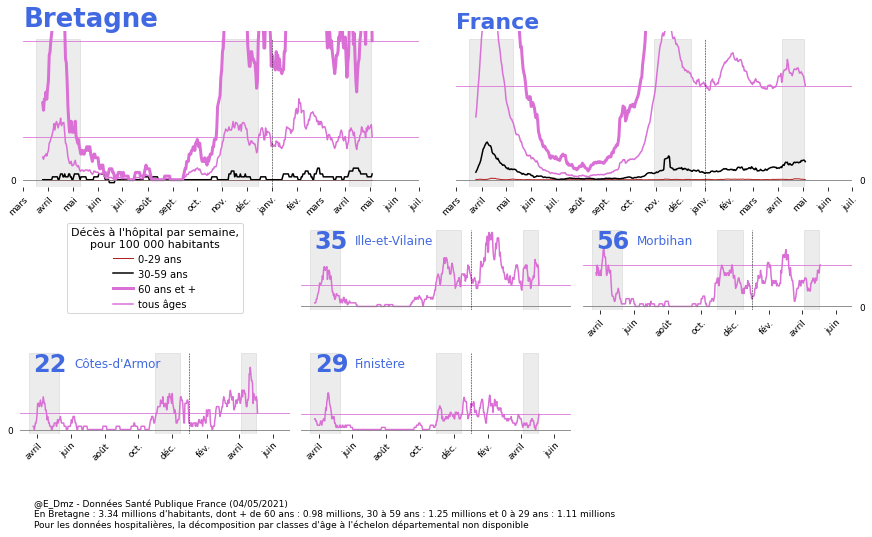 Bretagne
France
0
mars avril mai juin juil. août sept. oct. nov. déc. janv. fév. mars avril mai juin juil.
mars avril mai juin juil. août sept. oct. nov. déc. janv. fév. mars avril mai juin juil.
0
Décès à l'hôpital par semaine,
pour 100 000 habitants
0-29 ans
30-59 ans
60 ans et +
tous âges
35 Ille-et-Vilaine
56 Morbihan
0
avril juin août oct. déc. fév. avril juin
22 Côtes-d'Armor
29 Finistère
0
avril juin août oct. déc. fév. avril juin
avril juin août oct. déc. fév. avril juin
@E_Dmz - Données Santé Publique France (04/05/2021)
En Bretagne : 3.34 millions d'habitants, dont + de 60 ans : 0.98 millions, 30 à 59 ans : 1.25 millions et 0 à 29 ans : 1.11 millions
Pour les données hospitalières, la décomposition par classes d'âge à l'échelon départemental non disponible